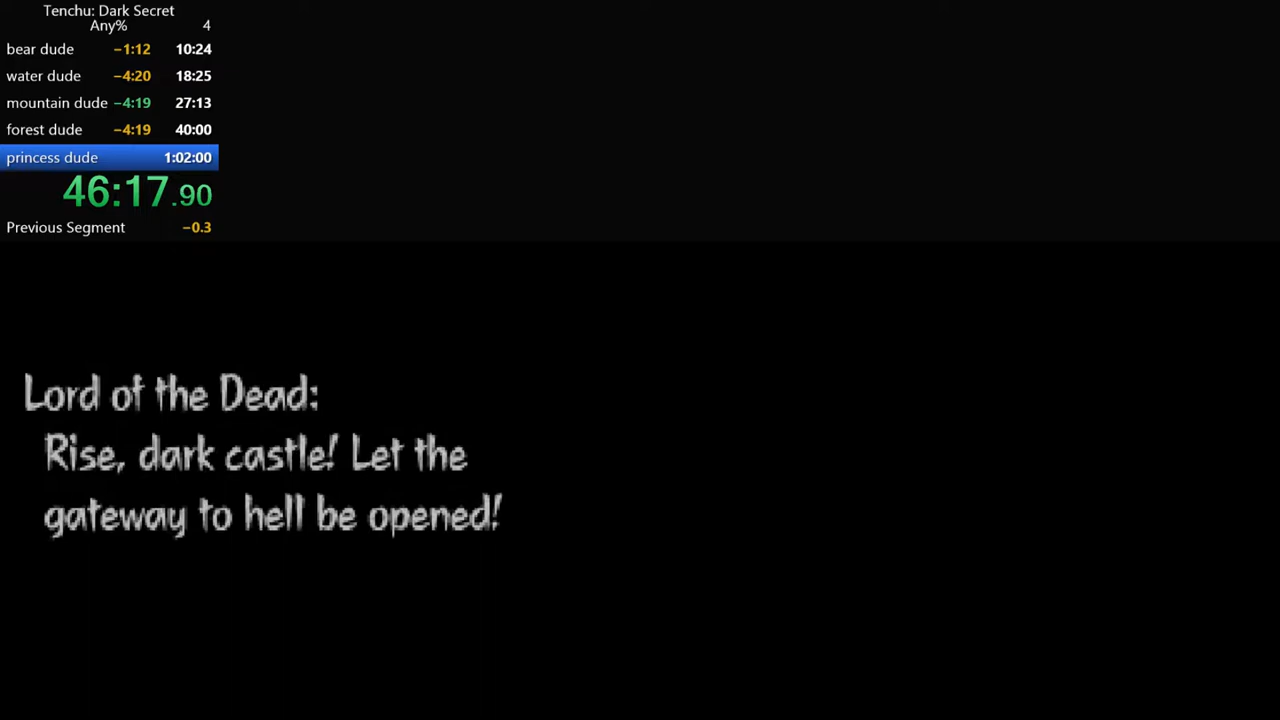 Tenchu: Dark Secret
Any% 4
bear dude −1:12 10:24
water dude −4:20 18:25
mountain dude −4:19 27:13
forest dude −4:19 40:00
princess dude 1:02:00
46:17.90
Previous Segment −0.3
Lord of the Dead:
Rise, dark castle! Let the
gateway to hell be opened!